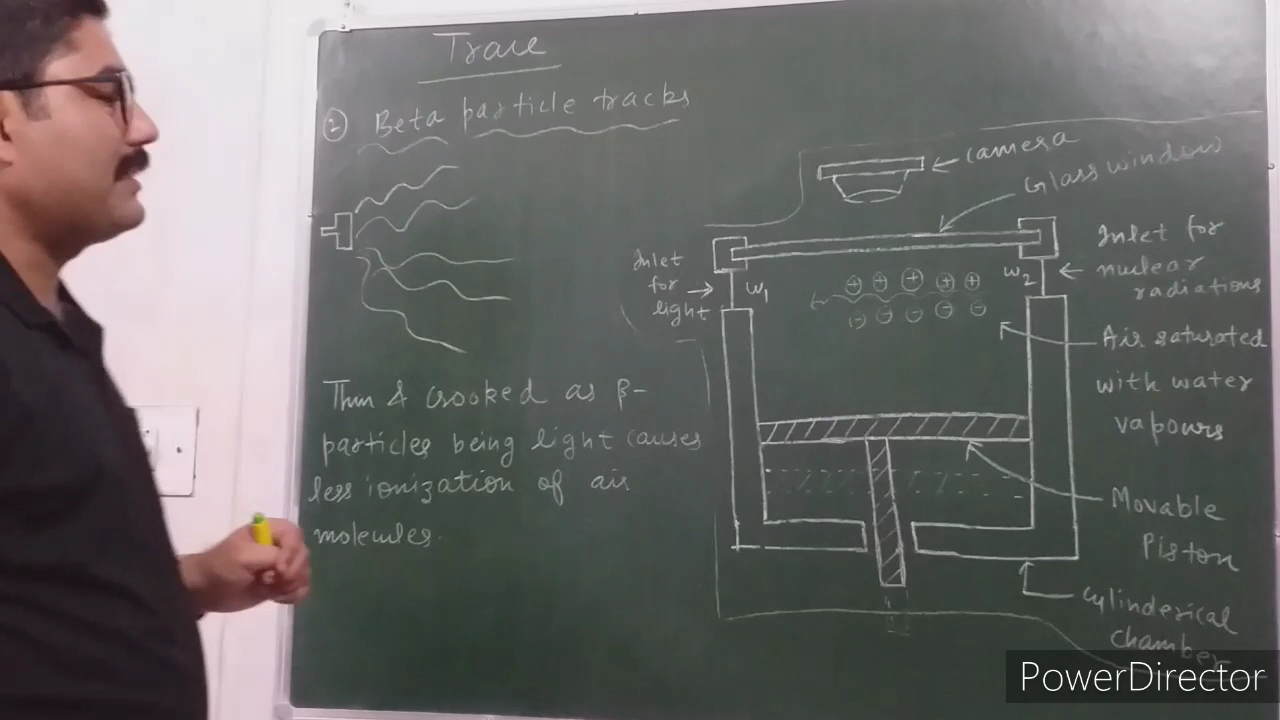 Trace
② Beta particle tracks
Thin & crooked as β-
particles being light causes
less ionization of air
molecules.
camera
Glass window
Inlet
for
light
W1
W2
Inlet for
nuclear
radiations
Air saturated
with water
vapours
Movable
Piston
cylinderical
chamber
PowerDirector